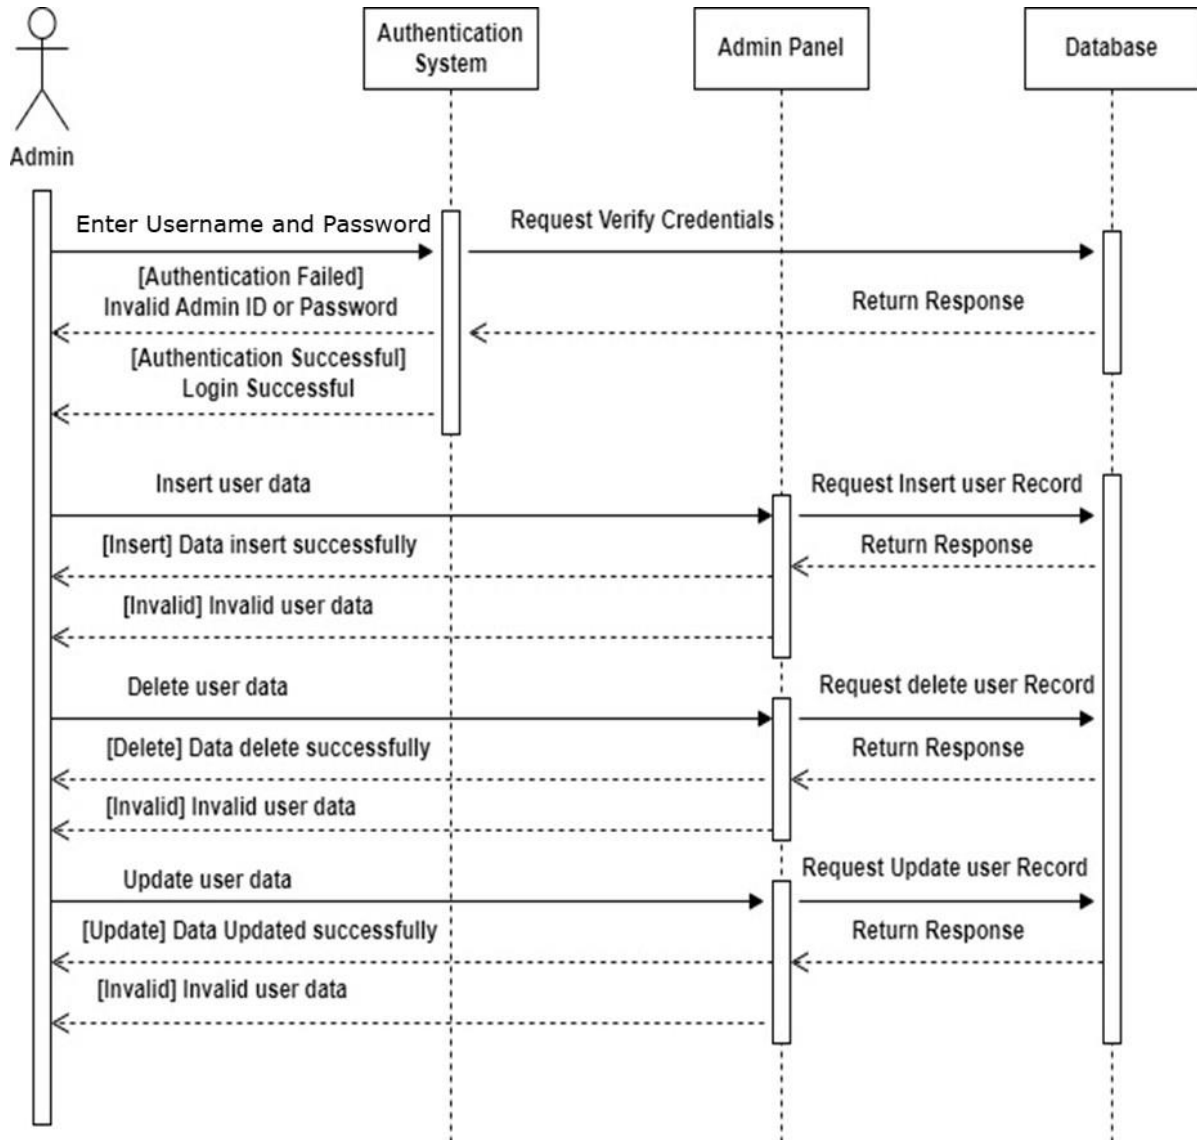 Authentication
System
Admin Panel
Database
Admin
Enter Username and Password
Request Verify Credentials
[Authentication Failed]
Invalid Admin ID or Password
Return Response
[Authentication Successful]
Login Successful
Insert user data
Request Insert user Record
[Insert] Data insert successfully
Return Response
[Invalid] Invalid user data
Delete user data
Request delete user Record
[Delete] Data delete successfully
Return Response
[Invalid] Invalid user data
Update user data
Request Update user Record
[Update] Data Updated successfully
Return Response
[Invalid] Invalid user data